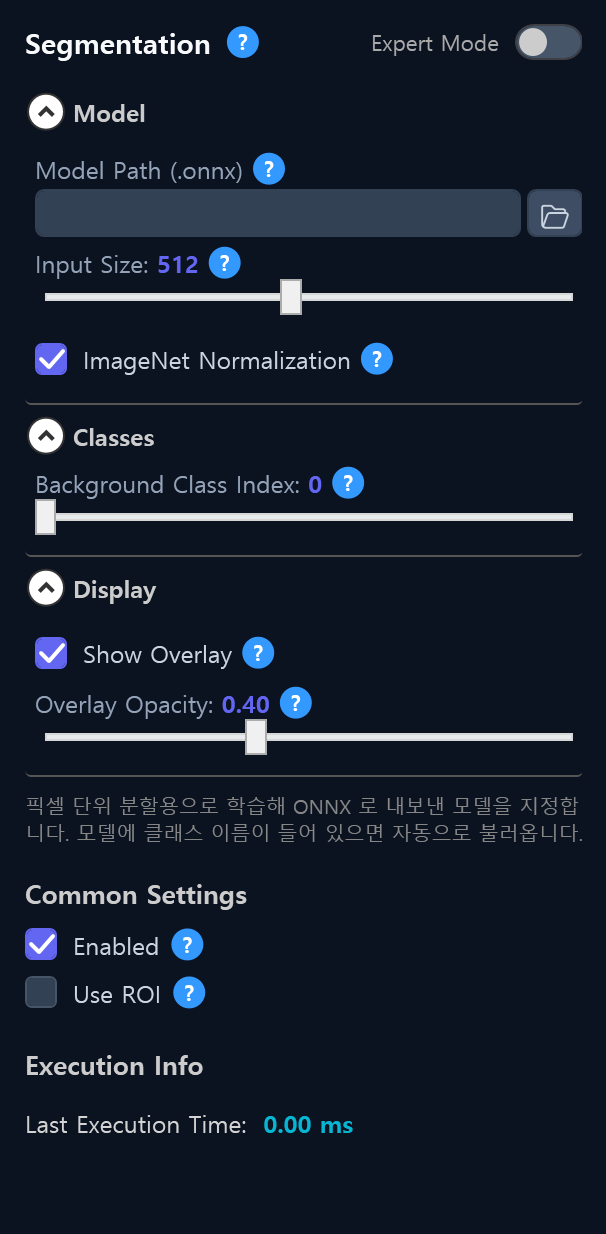 Segmentation ? Expert Mode
Model
Model Path (.onnx) ?
Input Size: 512 ?
ImageNet Normalization ?
Classes
Background Class Index: 0 ?
Display
Show Overlay ?
Overlay Opacity: 0.40 ?
픽셀 단위 분할용으로 학습해 ONNX 로 내보낸 모델을 지정합
니다. 모델에 클래스 이름이 들어 있으면 자동으로 불러옵니다.
Common Settings
Enabled ?
Use ROI ?
Execution Info
Last Execution Time: 0.00 ms